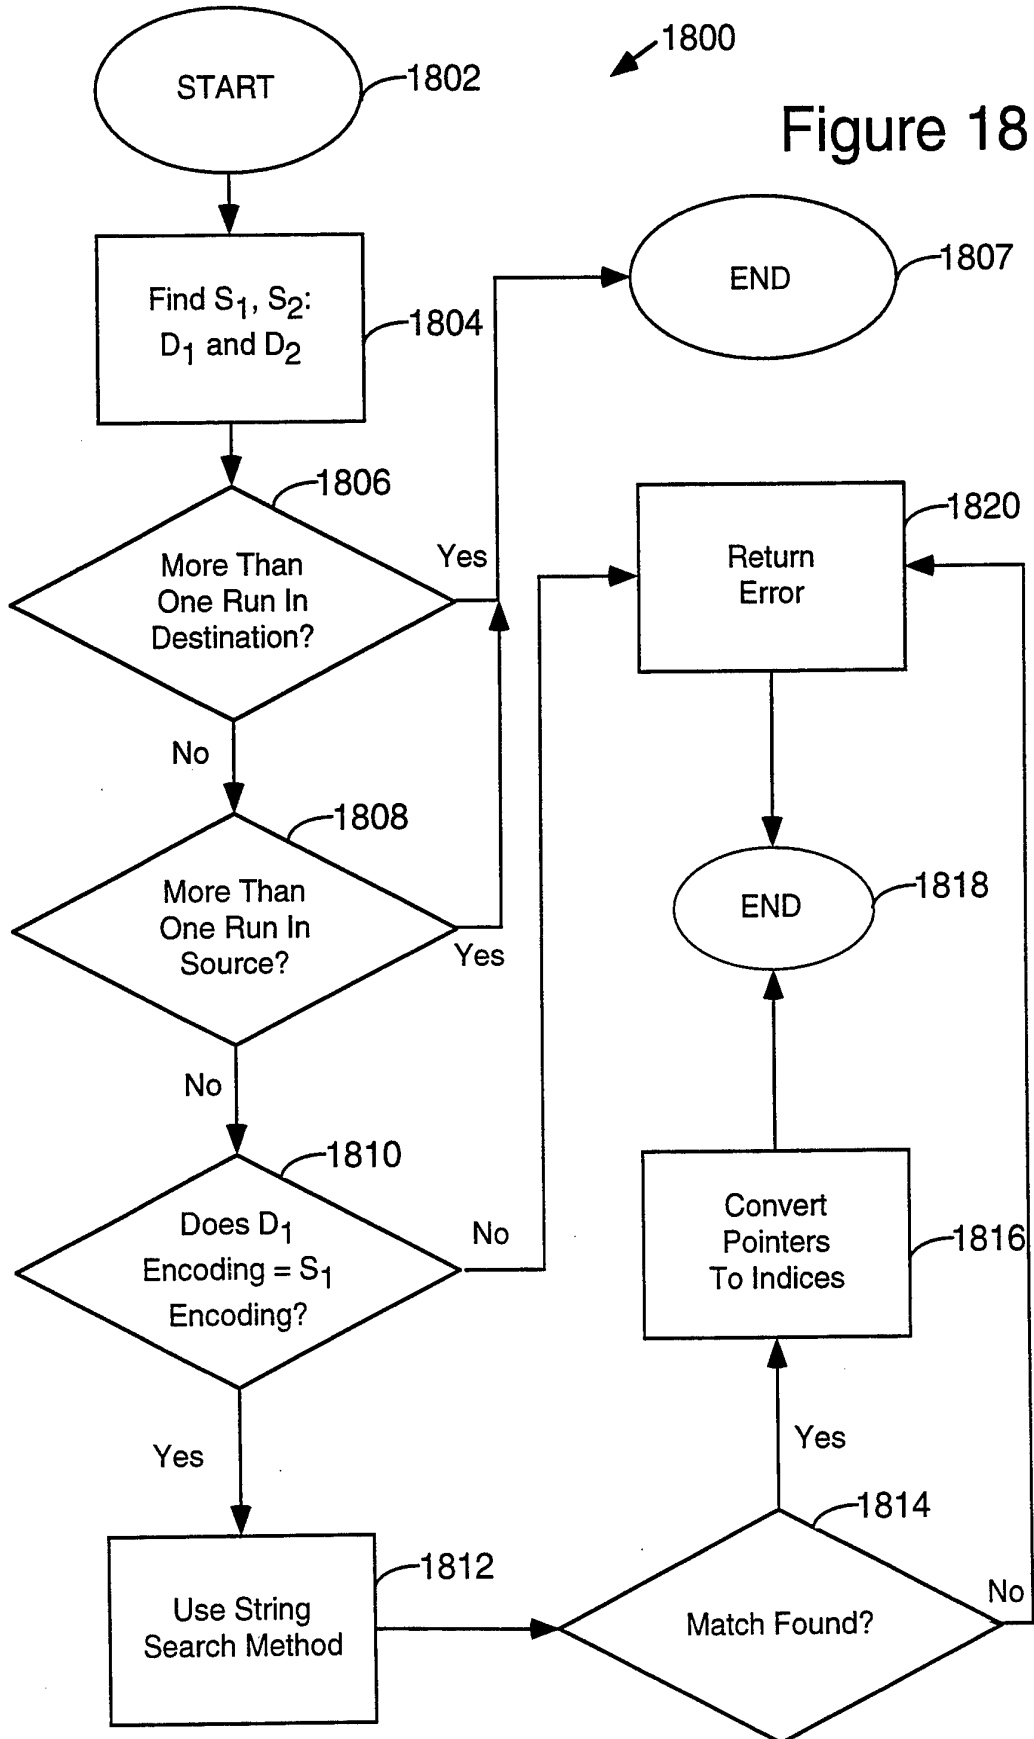 1800
START
1802
Figure 18
END
1807
Find S1, S2:
D1 and D2
1804
1806
More Than
One Run In
Destination?
Yes
No
1820
Return
Error
1808
More Than
One Run In
Source?
Yes
No
END
1818
1810
Does D1
Encoding = S1
Encoding?
No
Yes
Convert
Pointers
To Indices
1816
Yes
1812
Use String
Search Method
1814
Match Found?
No